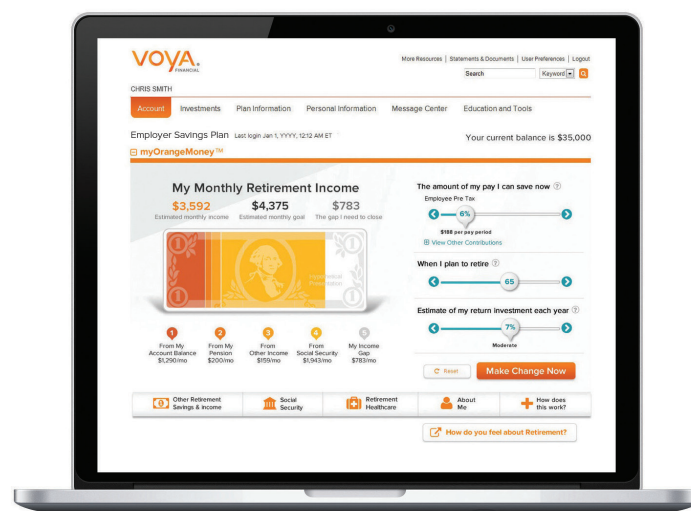 VOYA.
FINANCIAL
More Resources | Statements & Documents | User Preferences | Logout
Search
Keyword
CHRIS SMITH
Account Investments Plan Information Personal Information Message Center Education and Tools
Employer Savings Plan Last login Jan 1, YYYY, 12:12 AM ET
Your current balance is $35,000
myOrangeMoney™
My Monthly Retirement Income
$3,592 $4,375 $783
Estimated monthly income Estimated monthly goal The gap I need to close
1
1
1
Hypothetical
1 2 3 4 5
From My
Account Balance
$1,290/mo
From My
Pension
$200/mo
From
Other Income
$159/mo
From
Social Security
$1,943/mo
My Income
Gap
$783/mo
The amount of my pay I can save now ?
Employee Pre Tax
6%
$188 per pay period
View Other Contributions
When I plan to retire ?
65
Estimate of my return investment each year ?
7%
Moderate
Reset
Make Change Now
Other Retirement
Savings & Income
Social
Security
Retirement
Healthcare
About
Me
How does
this work?
How do you feel about Retirement?